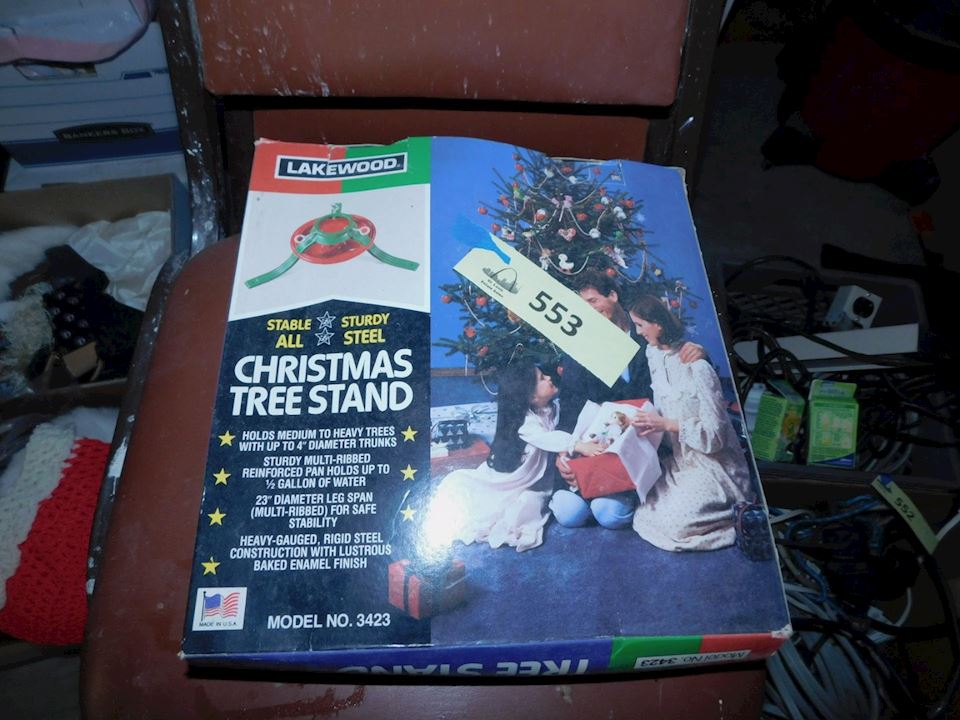 BANKERS BOX
LAKEWOOD®
STABLE STURDY
ALL STEEL
CHRISTMAS
TREE STAND
HOLDS MEDIUM TO HEAVY TREES
WITH UP TO 4" DIAMETER TRUNKS
STURDY MULTI-RIBBED
REINFORCED PAN HOLDS UP TO
½ GALLON OF WATER
23" DIAMETER LEG SPAN
(MULTI-RIBBED) FOR SAFE
STABILITY
HEAVY-GAUGED, RIGID STEEL
CONSTRUCTION WITH LUSTROUS
BAKED ENAMEL FINISH
MADE IN U.S.A.
MODEL NO. 3423
553
552
TREE STAND
Model No. 3423